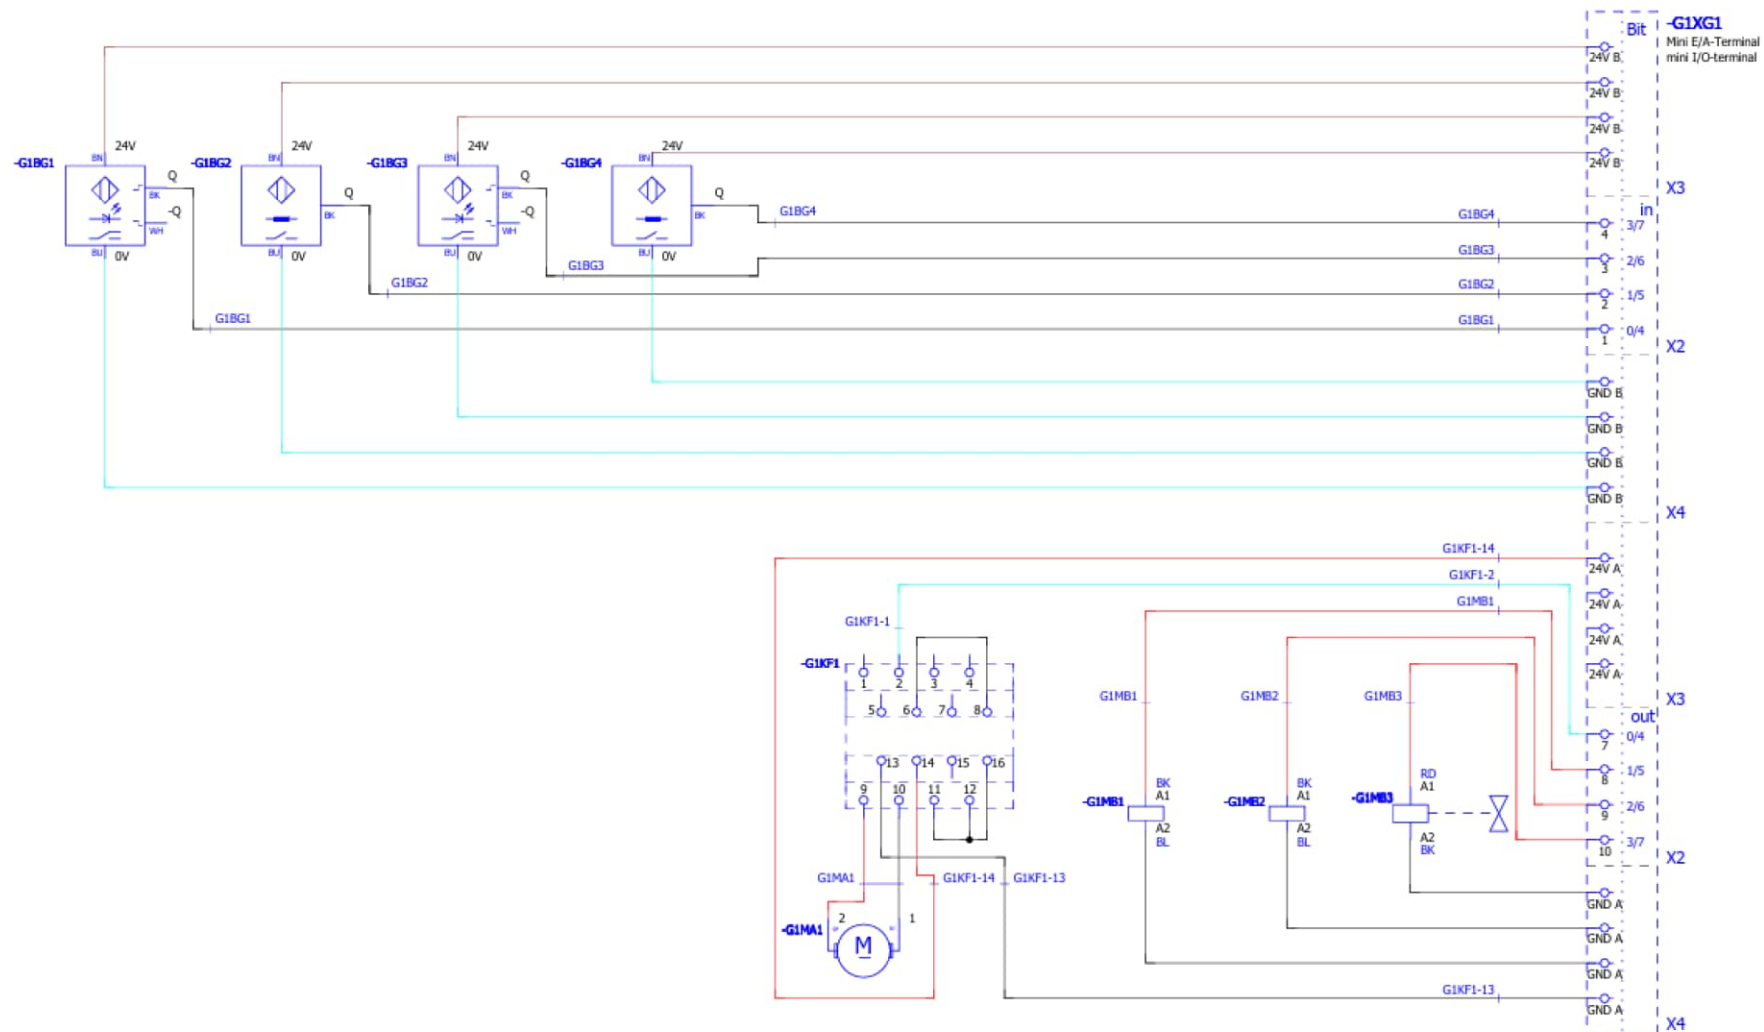 -G1XG1
Bit
Mini E/A-Terminal
mini I/O-terminal
24V B
24V B
24V B
24V B
X3
24V
24V
24V
24V
-G1BG1
BN
-G1BG2
BN
-G1BG3
BN
-G1BG4
BN
Q
BK
-Q
WH
Q
BK
Q
BK
-Q
WH
Q
BK
BU
0V
BU
0V
BU
0V
BU
0V
G1BG4
G1BG4
in
4
3/7
G1BG3
G1BG3
3
2/6
G1BG2
G1BG2
2
1/5
G1BG1
G1BG1
1
0/4
X2
GND B
GND B
GND B
GND B
X4
G1KF1-14
24V A
G1KF1-2
24V A
G1MB1
24V A
24V A
X3
G1KF1-1
-G1KF1
1
2
3
4
5
6
7
8
13
14
15
16
9
10
11
12
G1MB1
G1MB2
G1MB3
out
7
0/4
8
1/5
9
2/6
10
3/7
X2
-G1MB1
BK
A1
A2
BL
-G1MB2
BK
A1
A2
BL
-G1MB3
RD
A1
A2
BK
G1MA1
G1KF1-14
G1KF1-13
-G1MA1
2
1
M
GND A
GND A
GND A
G1KF1-13
GND A
X4